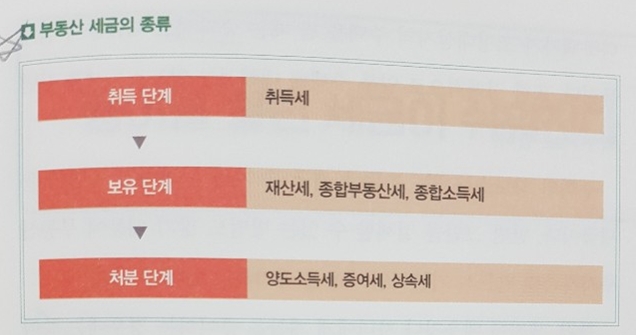 부동산 세금의 종류
취득 단계 취득세
▼
보유 단계 재산세, 종합부동산세, 종합소득세
▼
처분 단계 양도소득세, 증여세, 상속세